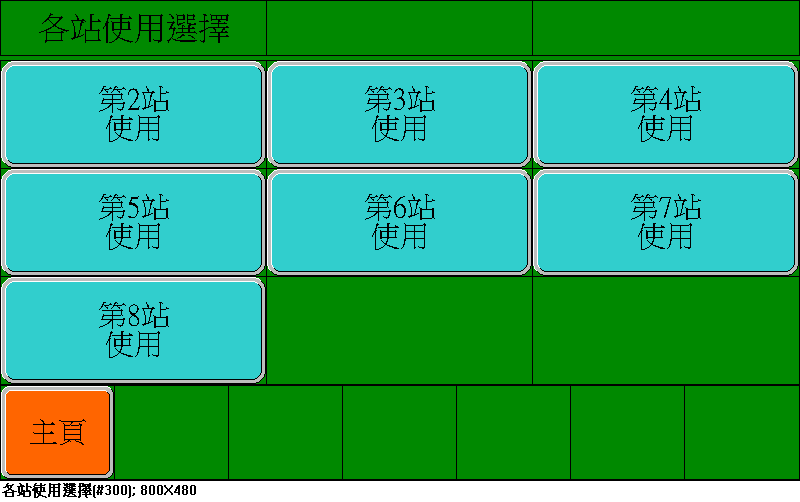 各站使用選擇
第2站
使用
第3站
使用
第4站
使用
第5站
使用
第6站
使用
第7站
使用
第8站
使用
主頁
各站使用選擇(#300); 800X480